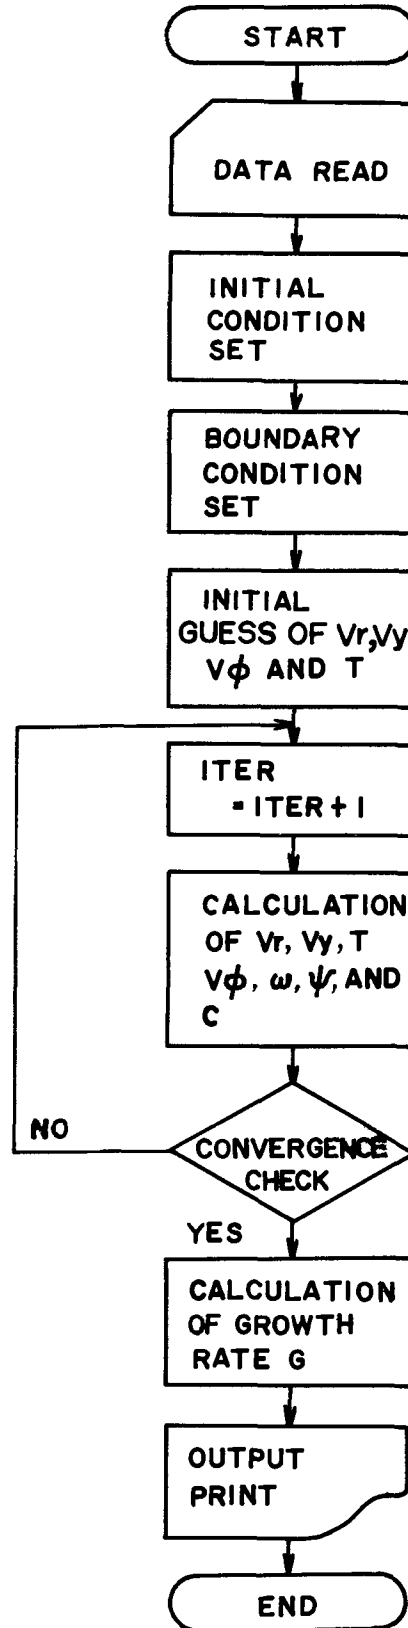 START
DATA READ
INITIAL
CONDITION
SET
BOUNDARY
CONDITION
SET
INITIAL
GUESS OF Vr,Vy
Vϕ AND T
ITER
= ITER + 1
CALCULATION
OF Vr, Vy, T
Vϕ, ω, ψ, AND
C
NO
CONVERGENCE
CHECK
YES
CALCULATION
OF GROWTH
RATE G
OUTPUT
PRINT
END